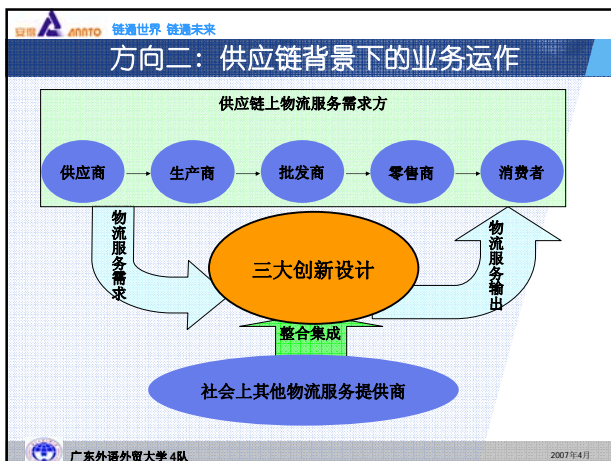 安得 ANNTO 链通世界 链通未来
方向二：供应链背景下的业务运作
供应链上物流服务需求方
供应商 生产商 批发商 零售商 消费者
物流服务需求
物流服务输出
三大创新设计
整合集成
社会上其他物流服务提供商
广东外语外贸大学 4队
2007年4月